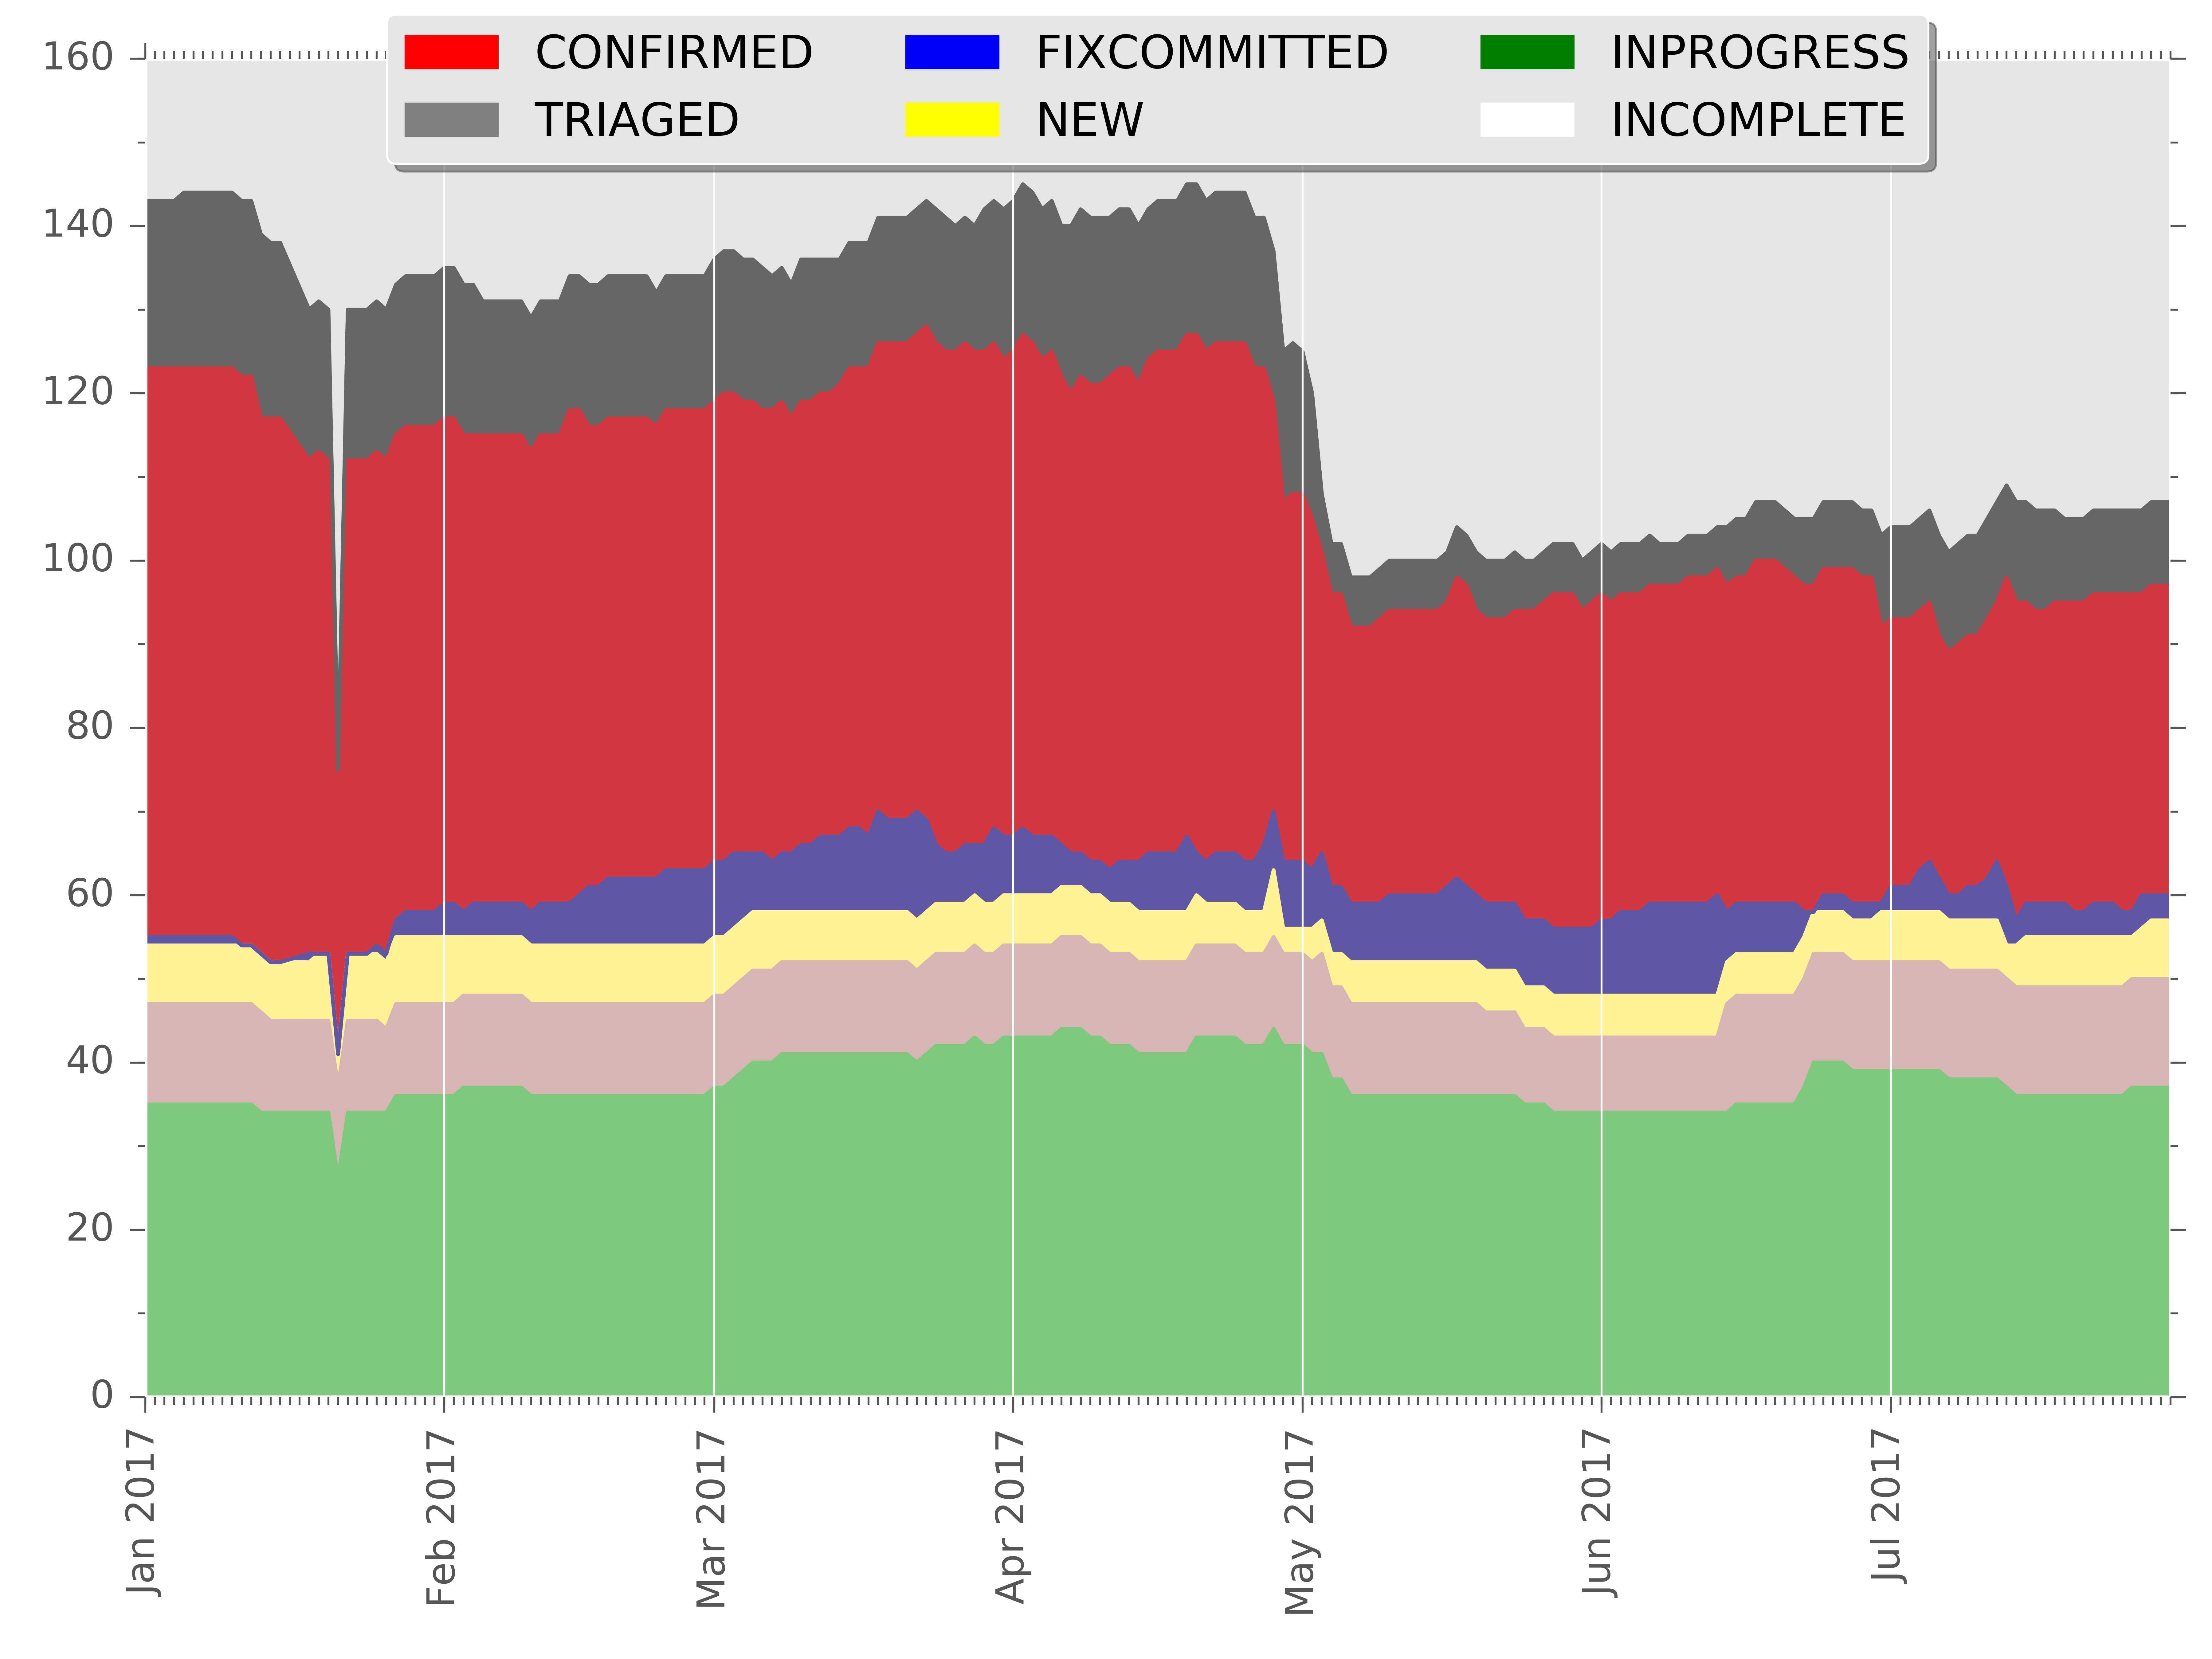 CONFIRMED FIXCOMMITTED INPROGRESS
TRIAGED NEW INCOMPLETE
160
140
120
100
80
60
40
20
0
Jan 2017
Feb 2017
Mar 2017
Apr 2017
May 2017
Jun 2017
Jul 2017